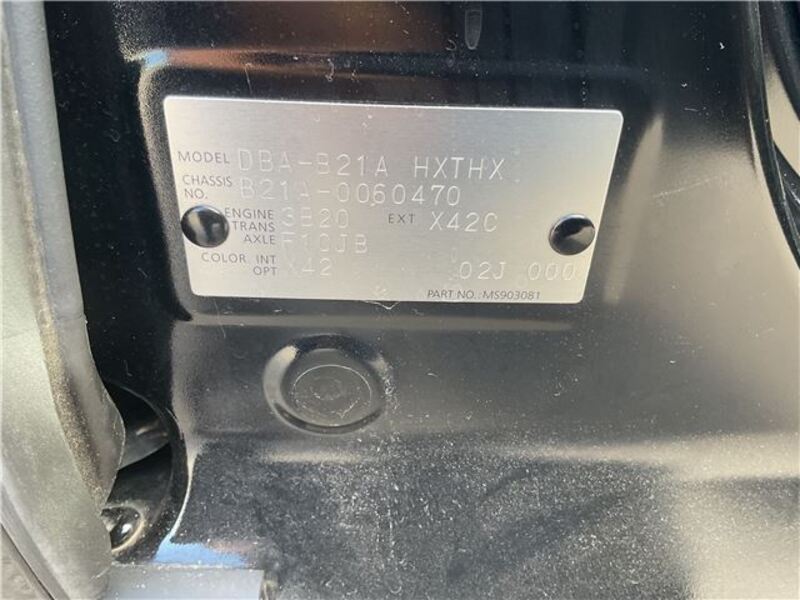 MODEL DBA-B21A HXTHX
CHASSIS NO. B21A-0060470
ENGINE 3B20 EXT X42C
TRANS AXLE F1CJB
COLOR, INT X42
OPT 02J 000
PART NO.:MS903081